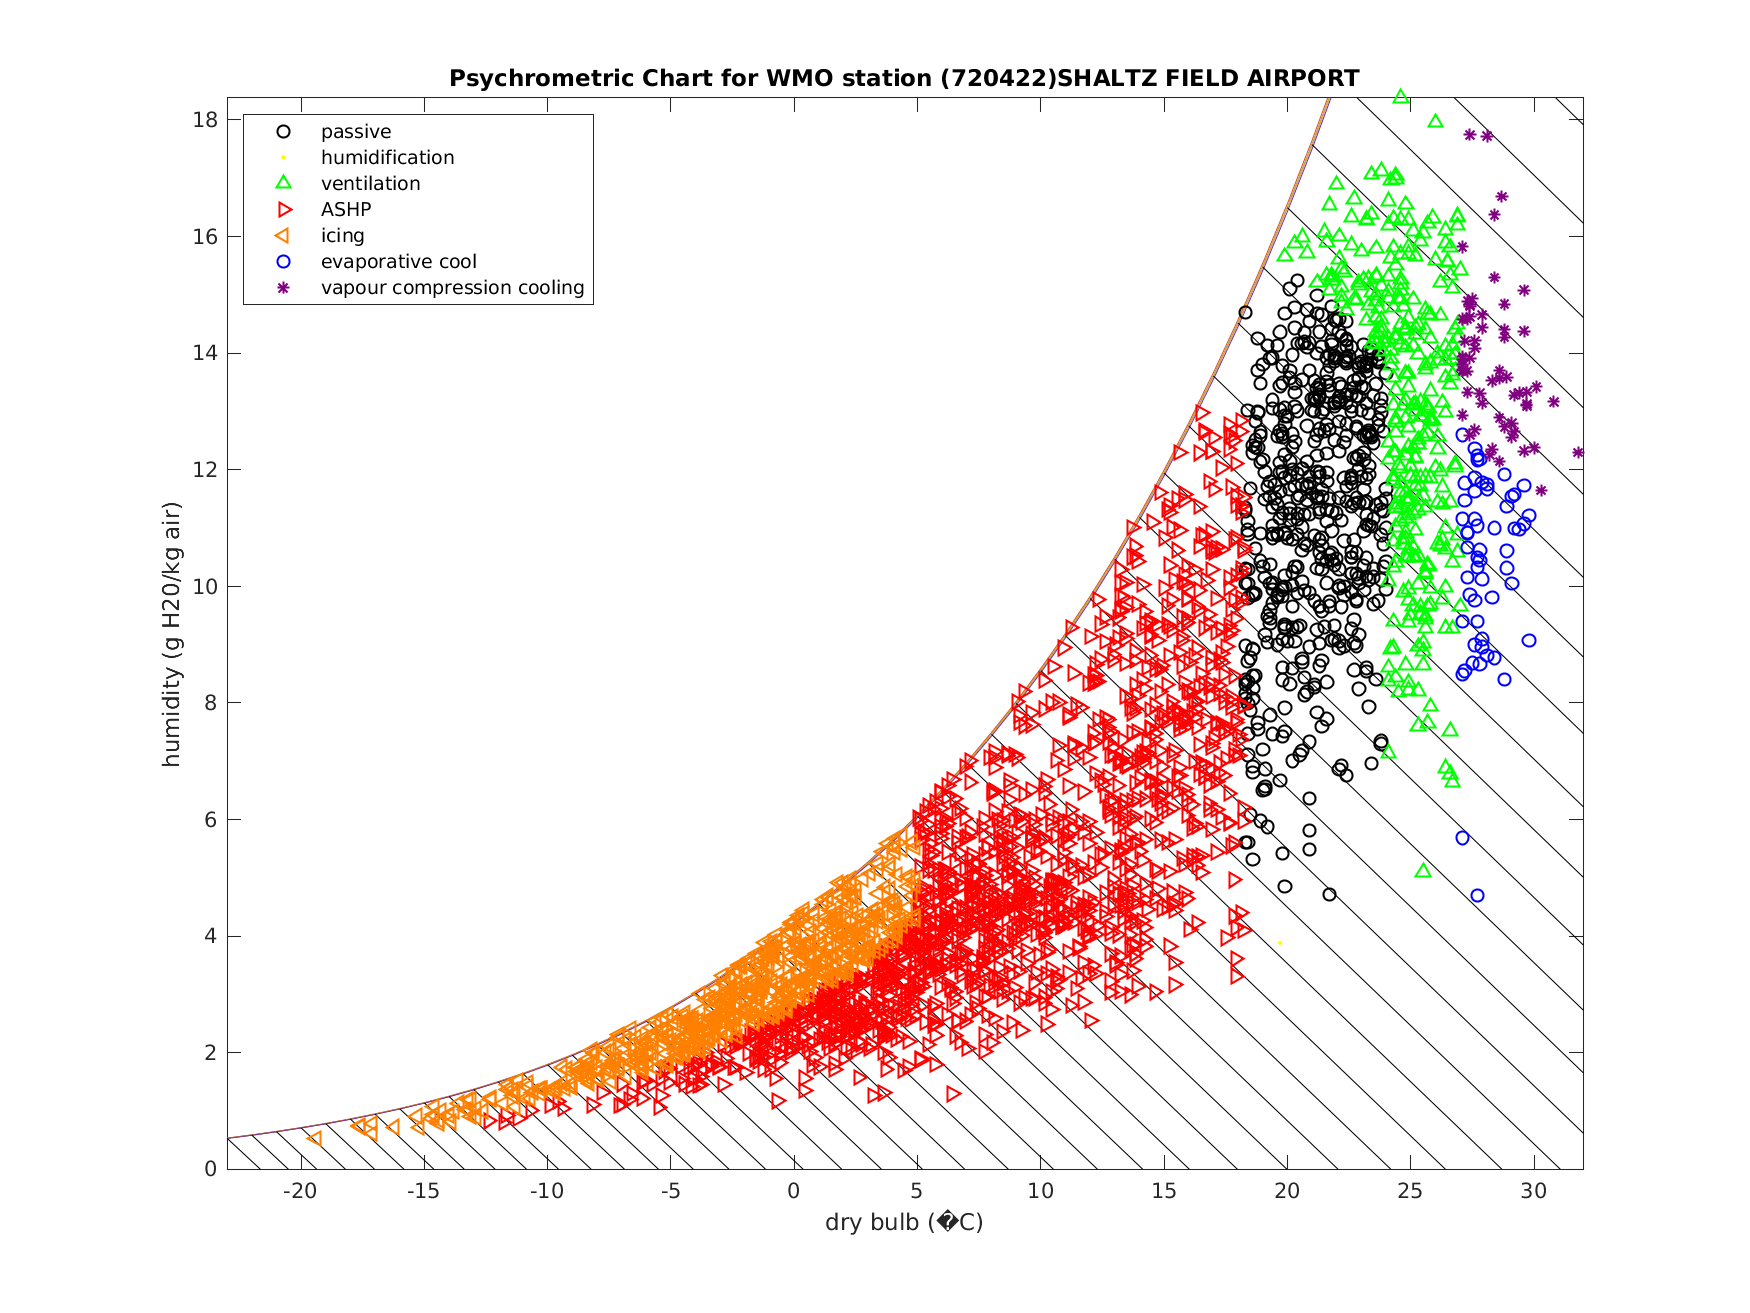 Psychrometric Chart for WMO station (720422)SHALTZ FIELD AIRPORT
passive
humidification
ventilation
ASHP
icing
evaporative cool
vapour compression cooling
humidity (g H20/kg air)
18
16
14
12
10
8
6
4
2
0
-20 -15 -10 -5 0 5 10 15 20 25 30
dry bulb (�C)